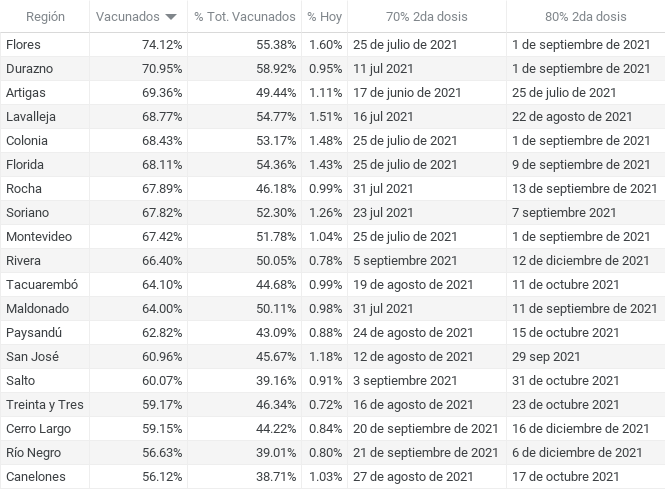 Región Vacunados % Tot. Vacunados % Hoy 70% 2da dosis 80% 2da dosis
Flores 74.12% 55.38% 1.60% 25 de julio de 2021 1 de septiembre de 2021
Durazno 70.95% 58.92% 0.95% 11 jul 2021 1 de septiembre de 2021
Artigas 69.36% 49.44% 1.11% 17 de junio de 2021 25 de julio de 2021
Lavalleja 68.77% 54.77% 1.51% 16 jul 2021 22 de agosto de 2021
Colonia 68.43% 53.17% 1.48% 25 de julio de 2021 1 de septiembre de 2021
Florida 68.11% 54.36% 1.43% 25 de julio de 2021 9 de septiembre de 2021
Rocha 67.89% 46.18% 0.99% 31 jul 2021 13 de septiembre de 2021
Soriano 67.82% 52.30% 1.26% 23 jul 2021 7 septiembre 2021
Montevideo 67.42% 51.78% 1.04% 25 de julio de 2021 1 de septiembre de 2021
Rivera 66.40% 50.05% 0.78% 5 septiembre 2021 12 de diciembre de 2021
Tacuarembó 64.10% 44.68% 0.99% 19 de agosto de 2021 11 de octubre 2021
Maldonado 64.00% 50.11% 0.98% 31 jul 2021 11 de septiembre de 2021
Paysandú 62.82% 43.09% 0.88% 24 de agosto de 2021 15 de octubre 2021
San José 60.96% 45.67% 1.18% 12 de agosto de 2021 29 sep 2021
Salto 60.07% 39.16% 0.91% 3 septiembre 2021 31 de octubre 2021
Treinta y Tres 59.17% 46.34% 0.72% 16 de agosto de 2021 23 de octubre 2021
Cerro Largo 59.15% 44.22% 0.84% 20 de septiembre de 2021 16 de diciembre de 2021
Río Negro 56.63% 39.01% 0.80% 21 de septiembre de 2021 6 de diciembre de 2021
Canelones 56.12% 38.71% 1.03% 27 de agosto de 2021 17 de octubre 2021